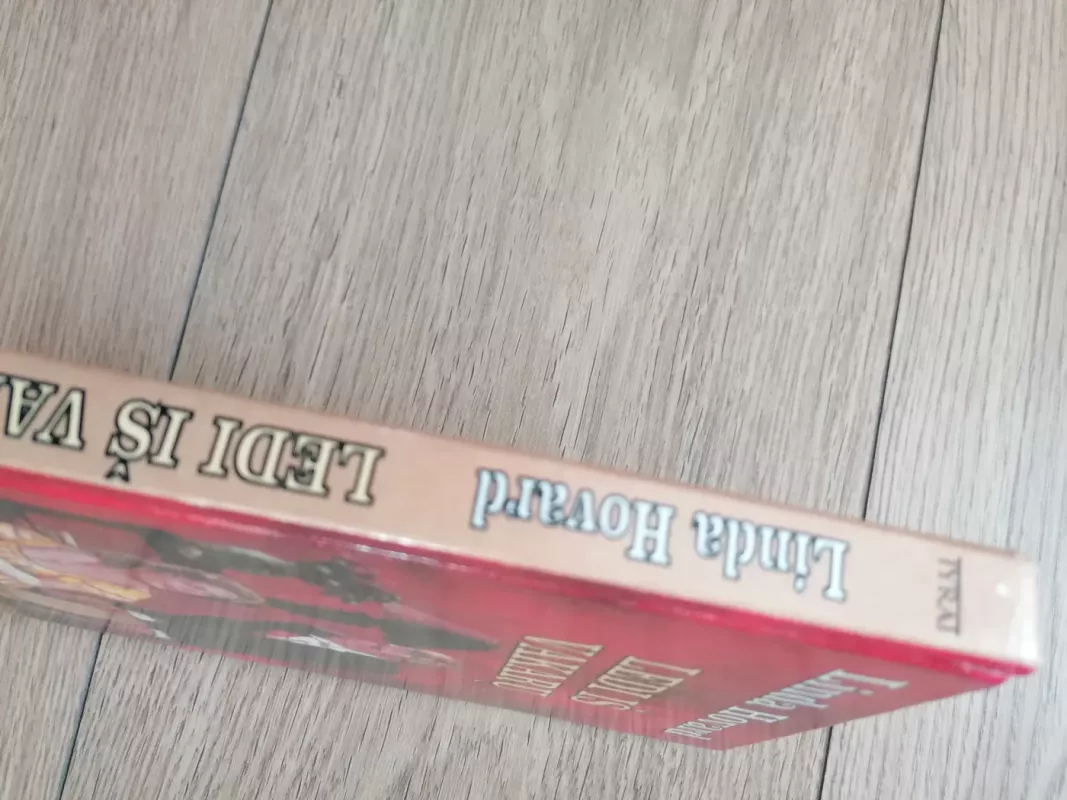 TYRAI
Linda Hovard
LEDI IŠ VA
Linda Hovard
LEDI IŠ
VAKARŲ